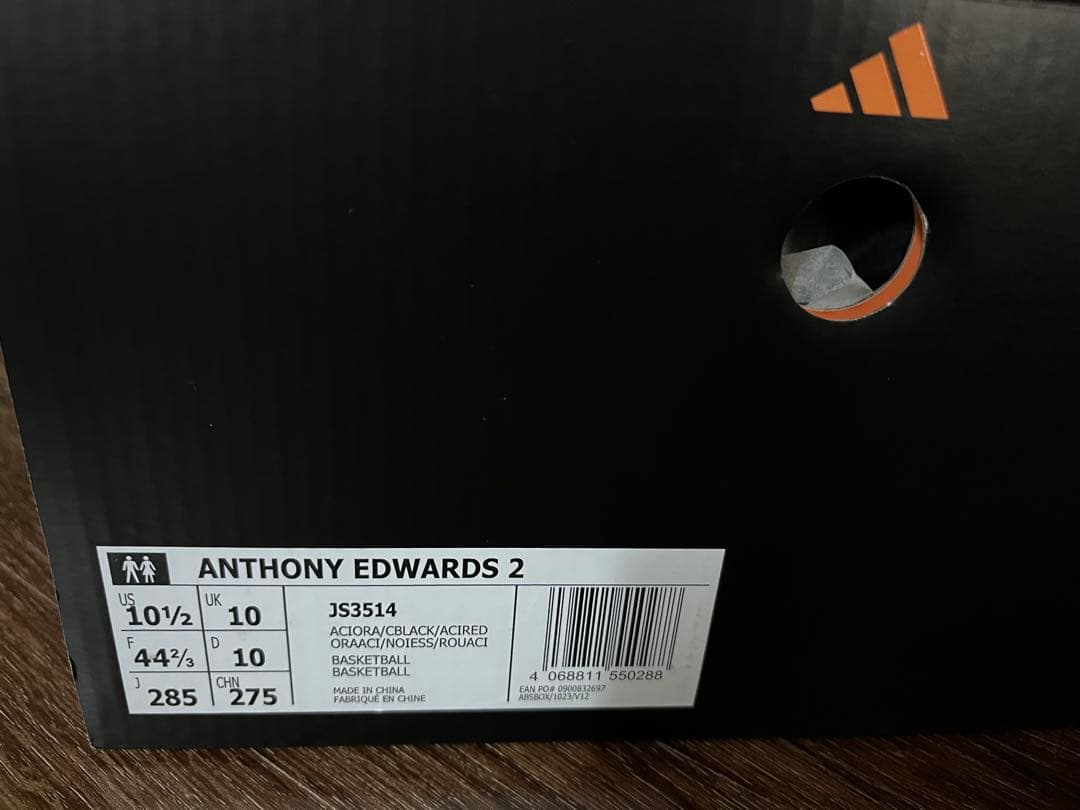 ANTHONY EDWARDS 2
US 10½ UK 10
F 44⅔ D 10
J 285 CHN 275
JS3514
ACIORA/CBLACK/ACIRED
ORAACI/NOIESS/ROUACI
BASKETBALL
BASKETBALL
MADE IN CHINA
FABRIQUÉ EN CHINE
4 068811 550288
EAN PO# 0900832697
ABSBOX/1023/V12